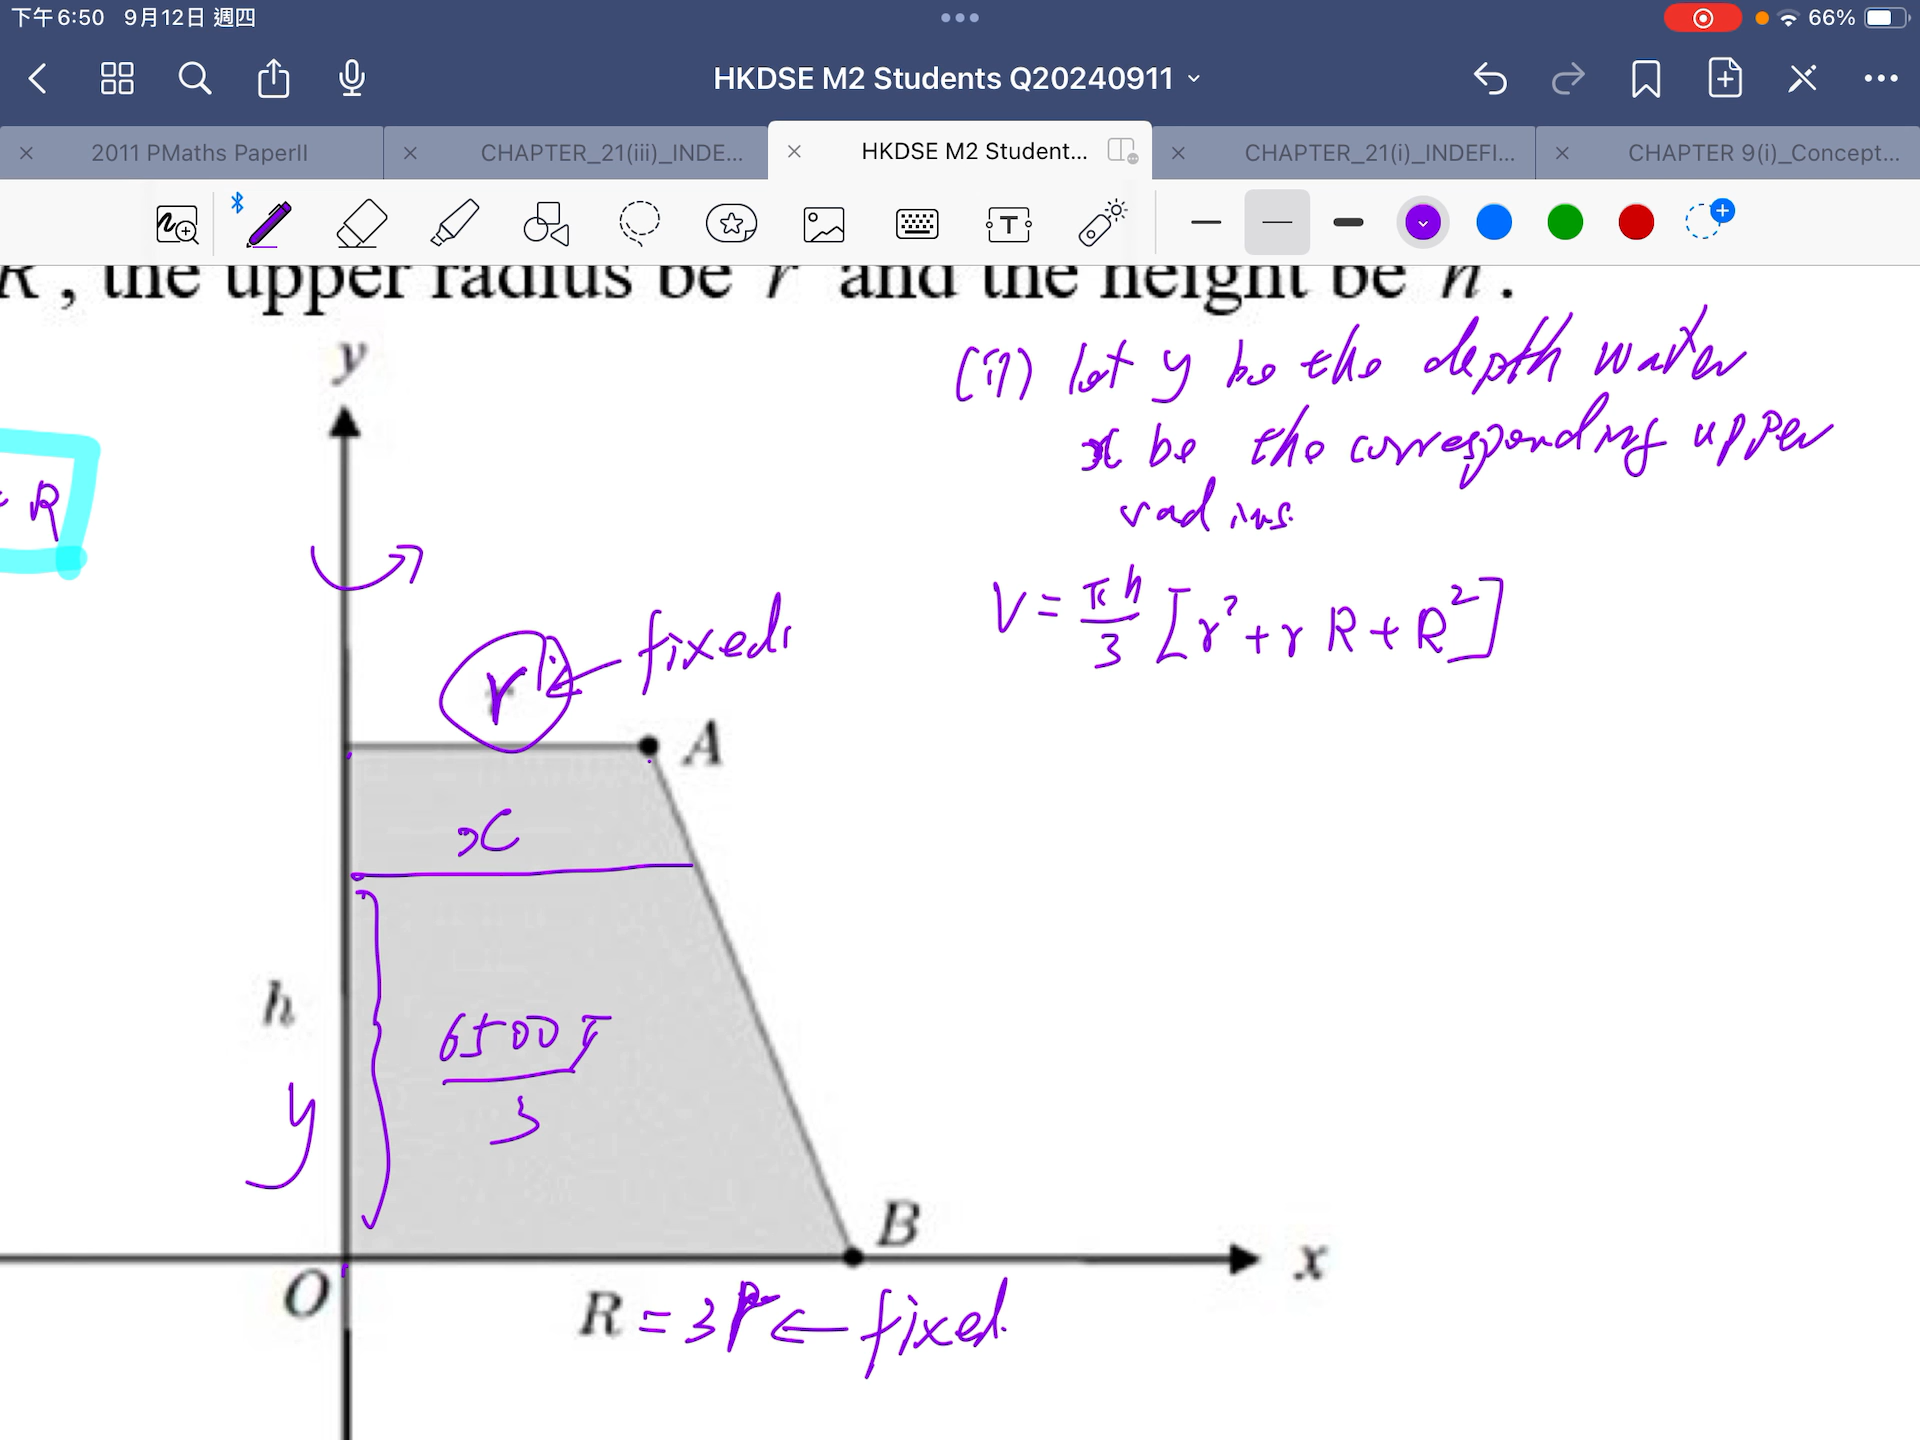 下午6:50 9月12日 週四
66%
HKDSE M2 Students Q20240911
2011 PMaths PaperII
CHAPTER_21(iii)_INDE...
HKDSE M2 Student...
CHAPTER_21(i)_INDEFI...
CHAPTER 9(i)_Concept...
R, the upper radius be r and the height be h.
y
(ii) let y be the depth water
x be the corresponding upper
radius.
R
V = πh/3 [r²+rR+R²]
r ← fixed
A
x
h
6500π/3
y
B
O
x
R = 3r ← fixed